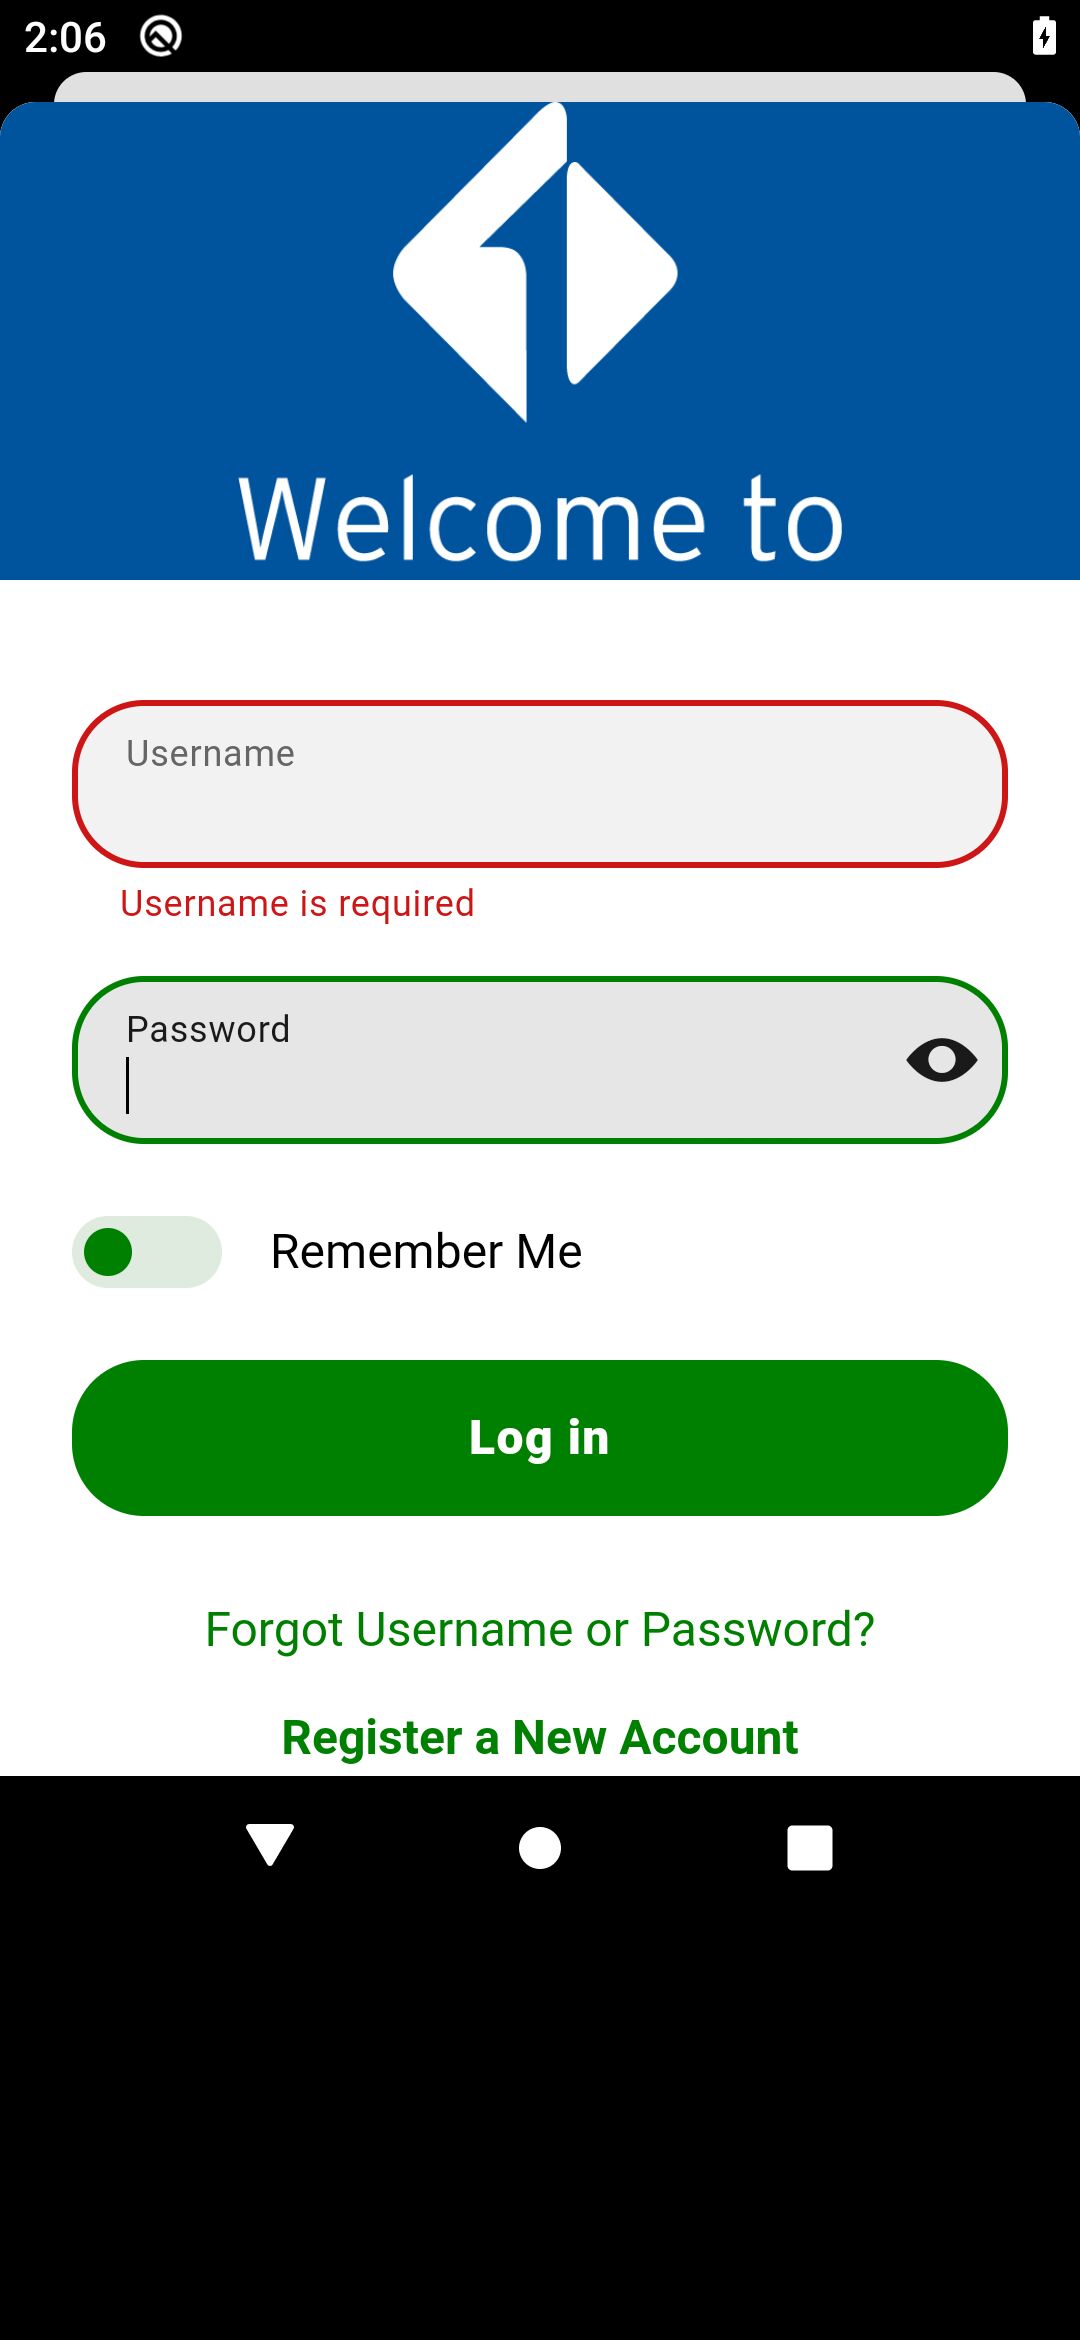 2:06
Welcome to
Username
Username is required
Password
Remember Me
Log in
Forgot Username or Password?
Register a New Account